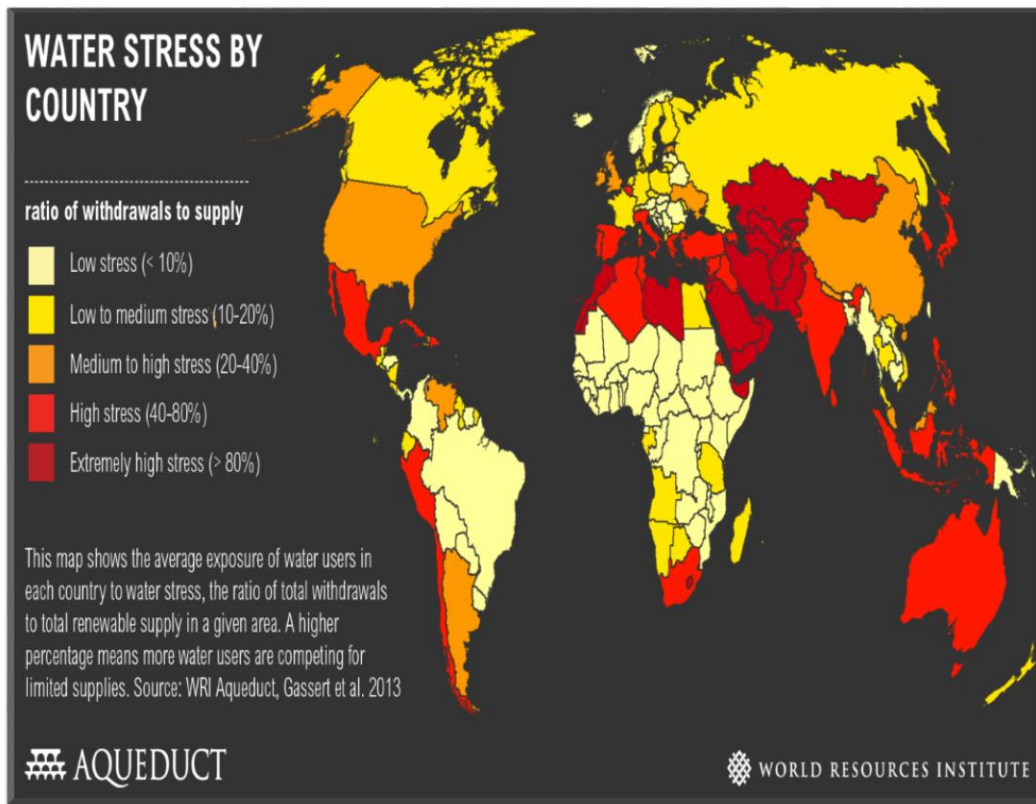 WATER STRESS BY
COUNTRY
ratio of withdrawals to supply
Low stress (< 10%)
Low to medium stress (10-20%)
Medium to high stress (20-40%)
High stress (40-80%)
Extremely high stress (> 80%)
This map shows the average exposure of water users in
each country to water stress, the ratio of total withdrawals
to total renewable supply in a given area. A higher
percentage means more water users are competing for
limited supplies. Source: WRI Aqueduct, Gassert et al. 2013
AQUEDUCT
WORLD RESOURCES INSTITUTE